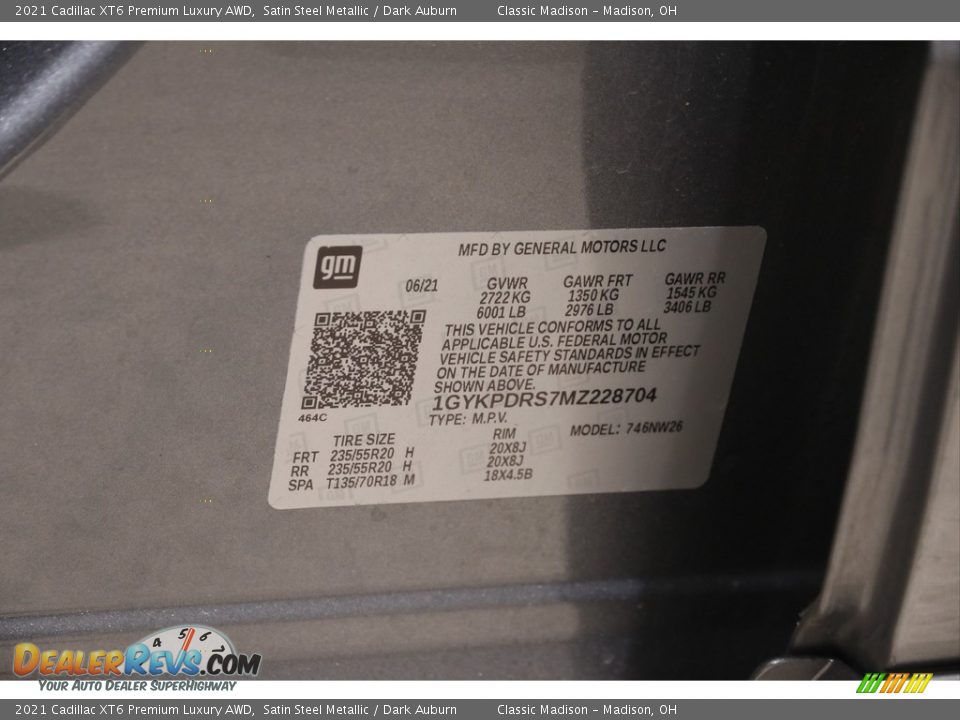 2021 Cadillac XT6 Premium Luxury AWD, Satin Steel Metallic / Dark Auburn Classic Madison – Madison, OH
gm
MFD BY GENERAL MOTORS LLC
06/21 GVWR GAWR FRT GAWR RR
2722 KG 1350 KG 1545 KG
6001 LB 2976 LB 3406 LB
THIS VEHICLE CONFORMS TO ALL
APPLICABLE U.S. FEDERAL MOTOR
VEHICLE SAFETY STANDARDS IN EFFECT
ON THE DATE OF MANUFACTURE
SHOWN ABOVE.
1GYKPDRS7MZ228704
464C
TYPE: M.P.V.
MODEL: 746NW26
TIRE SIZE RIM
FRT 235/55R20 H 20X8J
RR 235/55R20 H 20X8J
SPA T135/70R18 M 18X4.5B
4 5 6
DEALERREVS.COM
YOUR AUTO DEALER SUPERHIGHWAY
2021 Cadillac XT6 Premium Luxury AWD, Satin Steel Metallic / Dark Auburn Classic Madison – Madison, OH